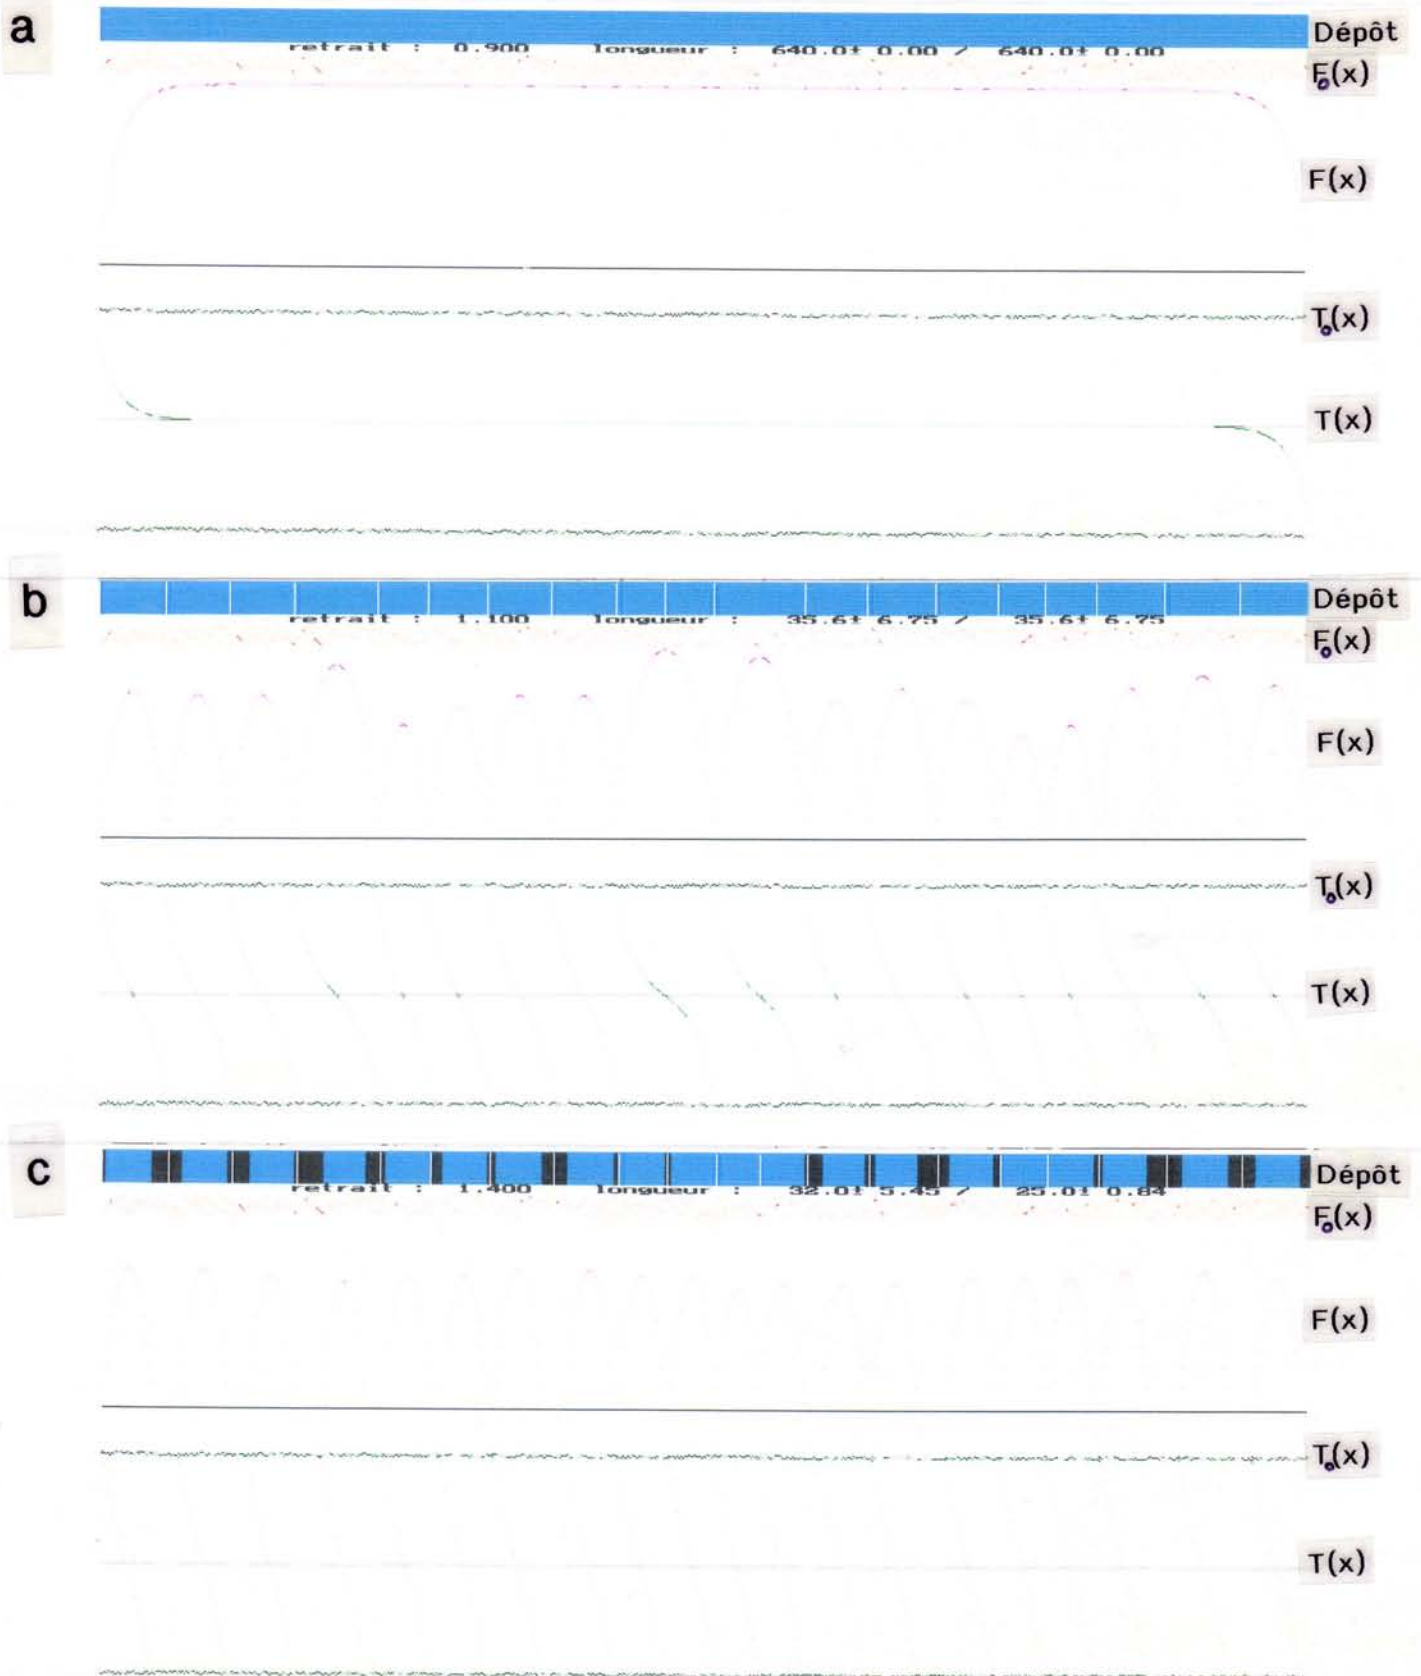 a
Dépôt
retrait : 0.900 longueur : 640.0± 0.00 / 640.0± 0.00
F₀(x)
F(x)
T₀(x)
T(x)
b
Dépôt
retrait : 1.100 longueur : 35.6± 6.75 / 35.6± 6.75
F₀(x)
F(x)
T₀(x)
T(x)
c
Dépôt
retrait : 1.400 longueur : 32.0± 5.45 / 25.0± 0.84
F₀(x)
F(x)
T₀(x)
T(x)